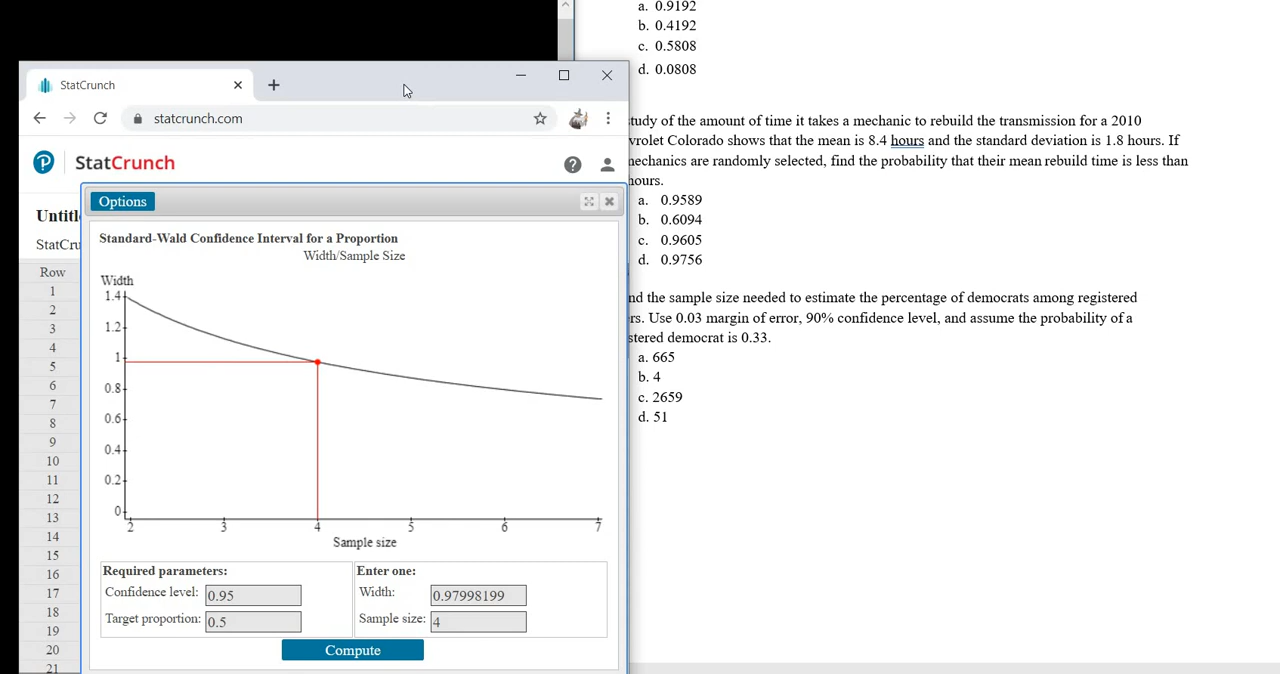 a. 0.9192
b. 0.4192
c. 0.5808
d. 0.0808
StatCrunch
statcrunch.com
StatCrunch
Options
Standard-Wald Confidence Interval for a Proportion
Width/Sample Size
Width
1.4
1.2
1
0.8
0.6
0.4
0.2
0
2 3 4 5 6 7
Sample size
Required parameters:
Confidence level: 0.95
Target proportion: 0.5
Enter one:
Width: 0.97998199
Sample size: 4
Compute
Row
1
2
3
4
5
6
7
8
9
10
11
12
13
14
15
16
17
18
19
20
21
of the amount of time it takes a mechanic to rebuild the transmission for a 2010
Colorado shows that the mean is 8.4 hours and the standard deviation is 1.8 hours. If
mechanics are randomly selected, find the probability that their mean rebuild time is less than
hours.
a. 0.9589
b. 0.6094
c. 0.9605
d. 0.9756
the sample size needed to estimate the percentage of democrats among registered
Use 0.03 margin of error, 90% confidence level, and assume the probability of a
democrat is 0.33.
a. 665
b. 4
c. 2659
d. 51